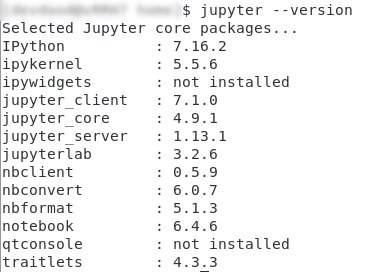 $ jupyter --version
Selected Jupyter core packages...
IPython : 7.16.2
ipykernel : 5.5.6
ipywidgets : not installed
jupyter_client : 7.1.0
jupyter_core : 4.9.1
jupyter_server : 1.13.1
jupyterlab : 3.2.6
nbclient : 0.5.9
nbconvert : 6.0.7
nbformat : 5.1.3
notebook : 6.4.6
qtconsole : not installed
traitlets : 4.3.3